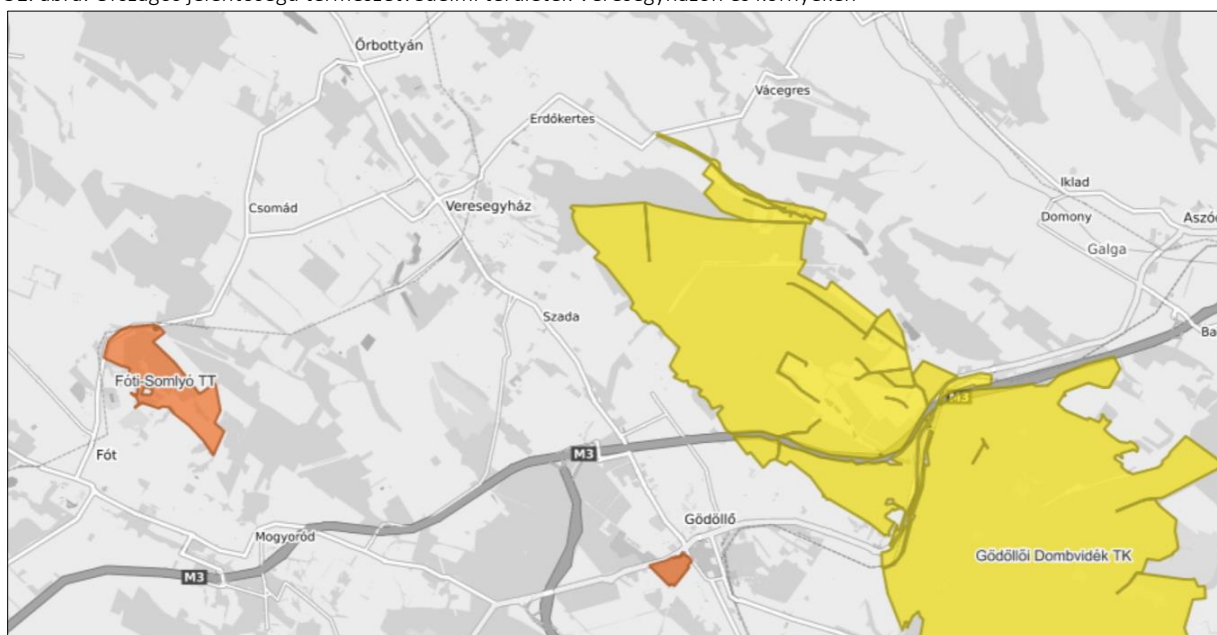 Őrbottyán
Vácegres
Erdőkertes
Iklad
Veresegyház
Csomád
Domony
Galga
Szada
Fóti-Somlyó TT
M3
Fót
M3
Gödöllő
Mogyoród
Gödöllői Dombvidék TK
M3